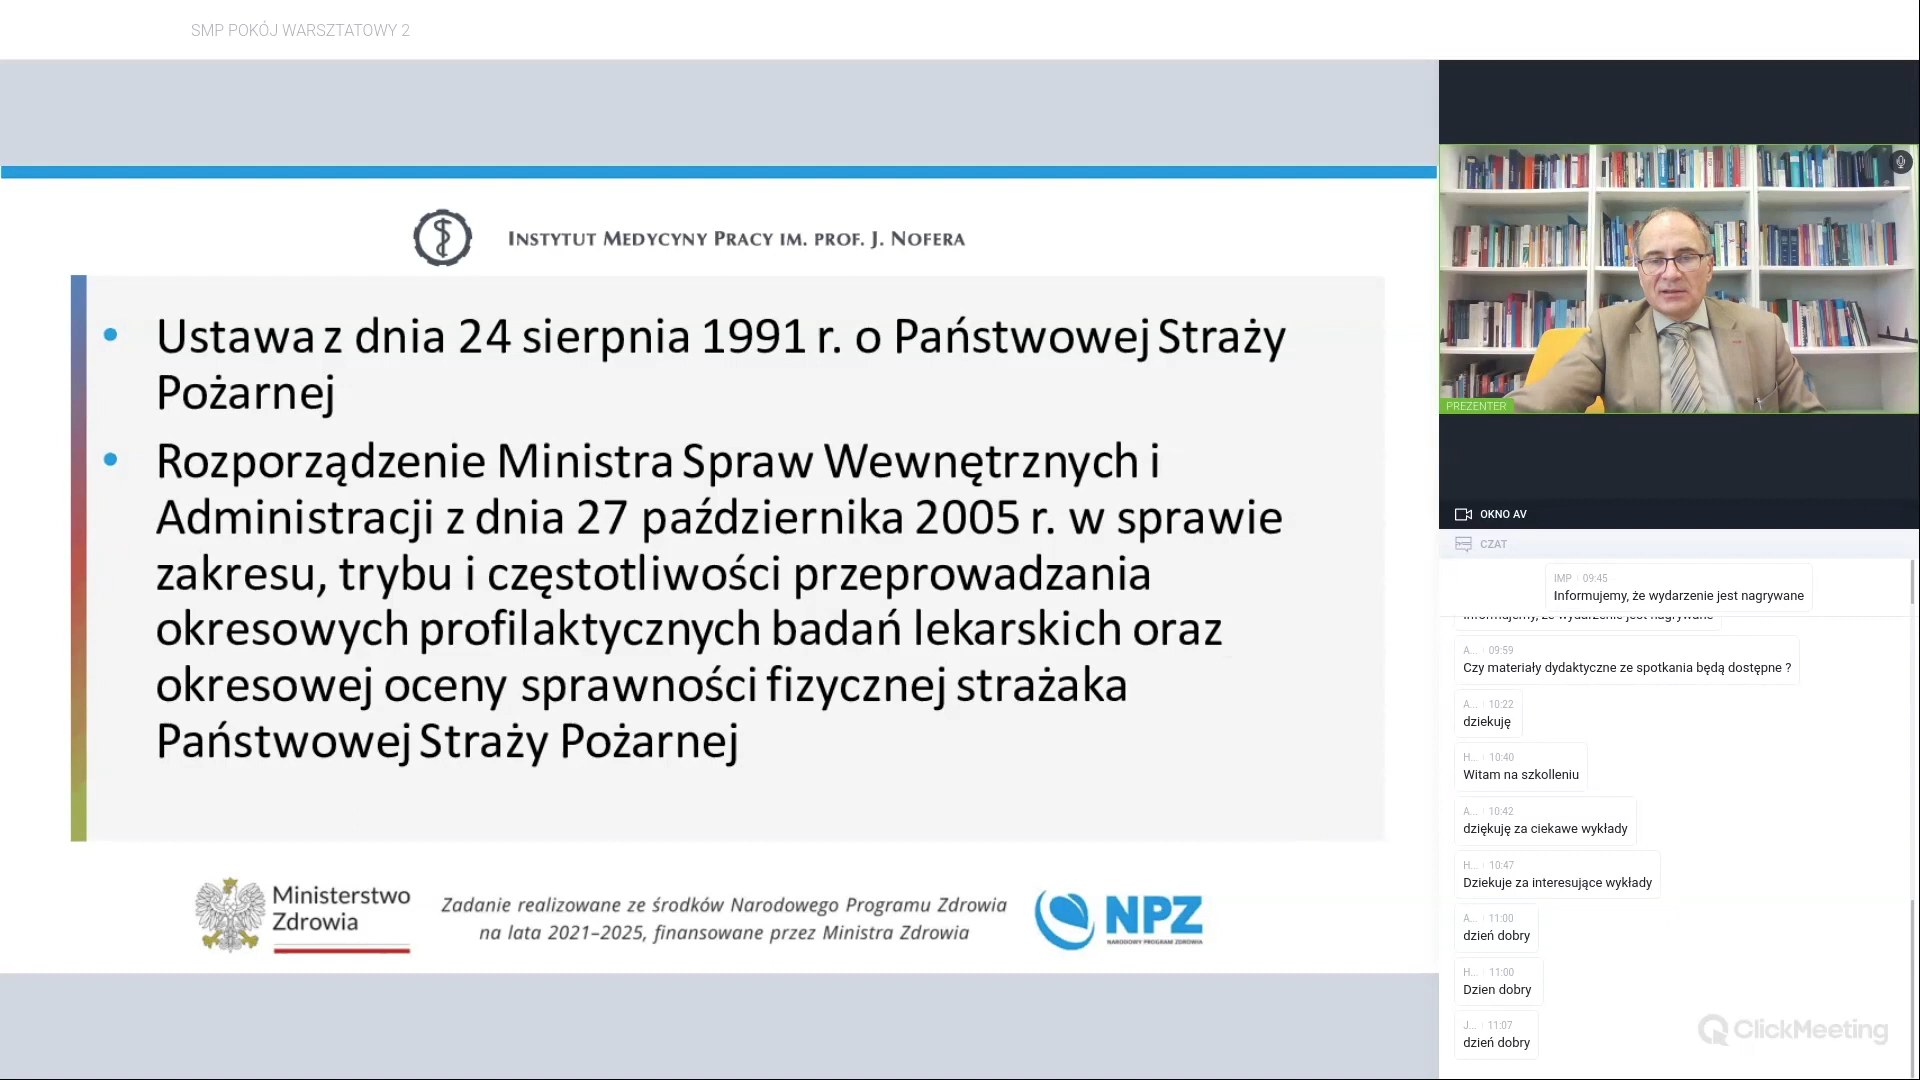 SMP POKÓJ WARSZTATOWY 2
INSTYTUT MEDYCYNY PRACY IM. PROF. J. NOFERA
• Ustawa z dnia 24 sierpnia 1991 r. o Państwowej Straży
Pożarnej
• Rozporządzenie Ministra Spraw Wewnętrznych i
Administracji z dnia 27 października 2005 r. w sprawie
zakresu, trybu i częstotliwości przeprowadzania
okresowych profilaktycznych badań lekarskich oraz
okresowej oceny sprawności fizycznej strażaka
Państwowej Straży Pożarnej
Ministerstwo
Zdrowia
Zadanie realizowane ze środków Narodowego Programu Zdrowia
na lata 2021–2025, finansowane przez Ministra Zdrowia
NPZ
NARODOWY PROGRAM ZDROWIA
PREZENTER
OKNO AV
CZAT
IMP 09:45
Informujemy, że wydarzenie jest nagrywane
Informujemy, że wydarzenie jest nagrywane
A... 09:59
Czy materiały dydaktyczne ze spotkania będą dostępne ?
A... 10:22
dziekuję
H... 10:40
Witam na szkolleniu
A... 10:42
dziękuję za ciekawe wykłady
H... 10:47
Dziekuje za interesujące wykłady
A... 11:00
dzień dobry
H... 11:00
Dzien dobry
J... 11:07
dzień dobry
ClickMeeting